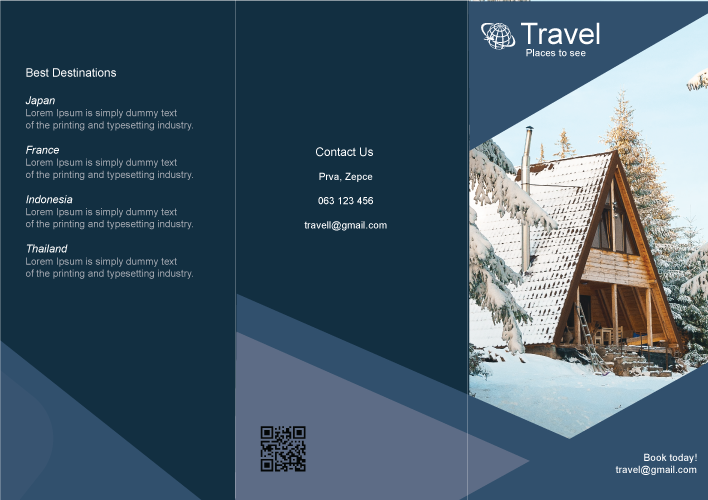 Best Destinations
Japan
Lorem Ipsum is simply dummy text
of the printing and typesetting industry.
France
Lorem Ipsum is simply dummy text
of the printing and typesetting industry.
Indonesia
Lorem Ipsum is simply dummy text
of the printing and typesetting industry.
Thailand
Lorem Ipsum is simply dummy text
of the printing and typesetting industry.
Contact Us
Prva, Zepce
063 123 456
travell@gmail.com
Travel
Places to see
Book today!
travel@gmail.com